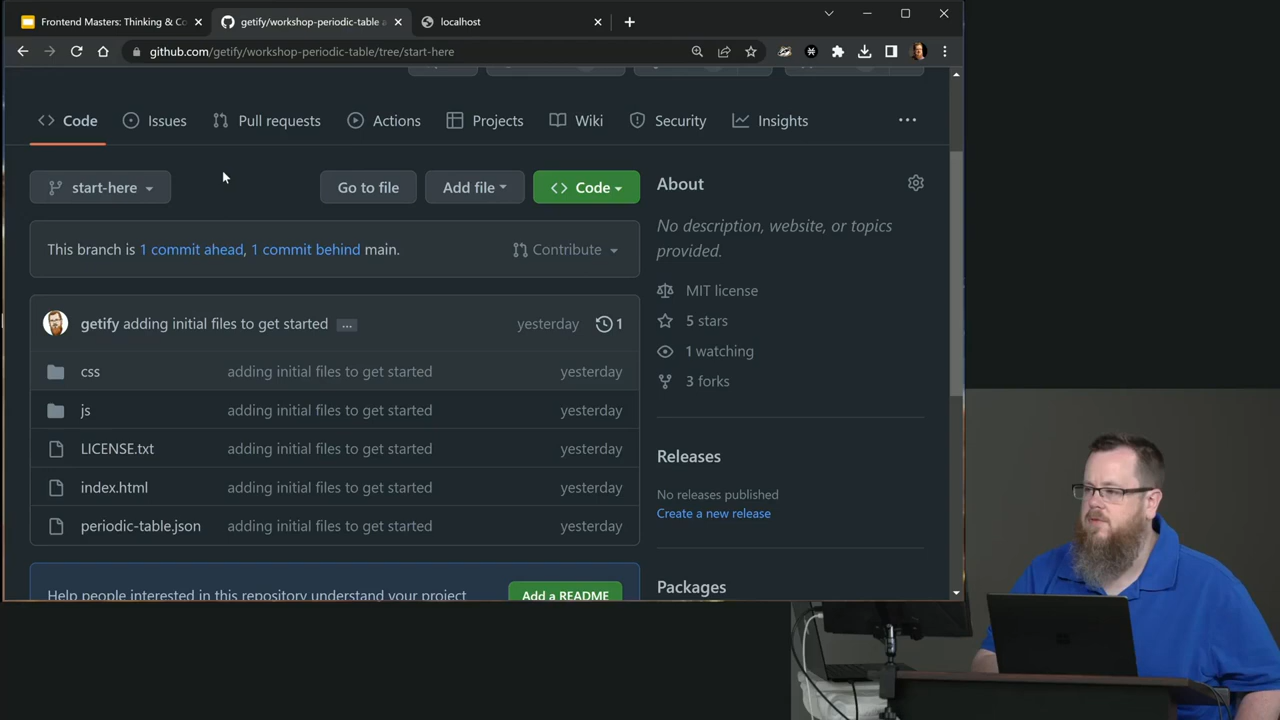 Frontend Masters: Thinking & Co
getify/workshop-periodic-table a
localhost
github.com/getify/workshop-periodic-table/tree/start-here
Code
Issues
Pull requests
Actions
Projects
Wiki
Security
Insights
start-here
Go to file
Add file
Code
This branch is 1 commit ahead, 1 commit behind main.
Contribute
getify adding initial files to get started ...
yesterday
1
css
adding initial files to get started
yesterday
js
adding initial files to get started
yesterday
LICENSE.txt
adding initial files to get started
yesterday
index.html
adding initial files to get started
yesterday
periodic-table.json
adding initial files to get started
yesterday
Help people interested in this repository understand your project
Add a README
About
No description, website, or topics
provided.
MIT license
5 stars
1 watching
3 forks
Releases
No releases published
Create a new release
Packages